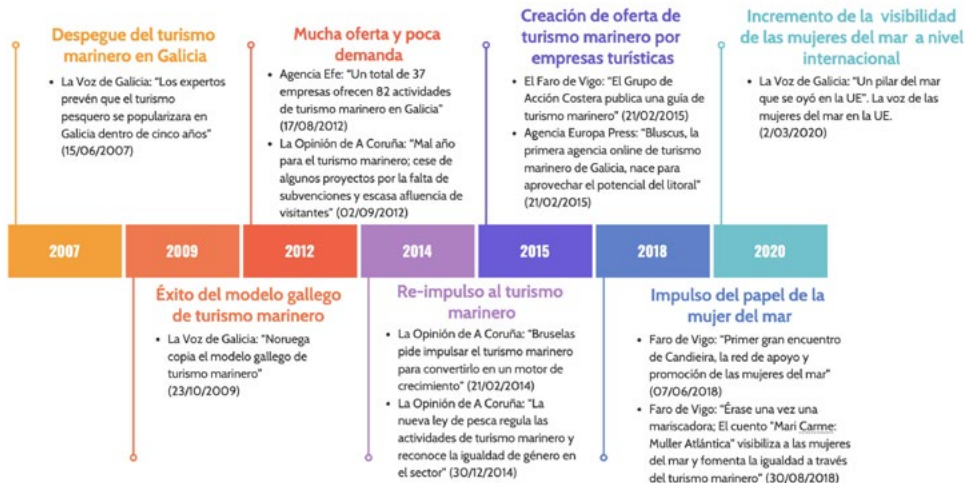 Despegue del turismo
marinero en Galicia
• La Voz de Galicia: "Los expertos
prevén que el turismo
pesquero se popularizara en
Galicia dentro de cinco años"
(15/06/2007)
Mucha oferta y poca
demanda
• Agencia Efe: "Un total de 37
empresas ofrecen 82 actividades
de turismo marinero en Galicia"
(17/08/2012)
• La Opinión de A Coruña: "Mal año
para el turismo marinero; cese de
algunos proyectos por la falta de
subvenciones y escasa afluencia de
visitantes" (02/09/2012)
Creación de oferta de
turismo marinero por
empresas turísticas
• El Faro de Vigo: "El Grupo de
Acción Costera publica una guía de
turismo marinero" (21/02/2015)
• Agencia Europa Press: "Bluscus, la
primera agencia online de turismo
marinero de Galicia, nace para
aprovechar el potencial del litoral"
(21/02/2015)
Incremento de la visibilidad
de las mujeres del mar a nivel
internacional
• La Voz de Galicia: "Un pilar del mar
que se oyó en la UE". La voz de las
mujeres del mar en la UE.
(2/03/2020)
2007 2009 2012 2014 2015 2018 2020
Éxito del modelo gallego
de turismo marinero
• La Voz de Galicia: "Noruega
copia el modelo gallego de
turismo marinero"
(23/10/2009)
Re-impulso al turismo
marinero
• La Opinión de A Coruña: "Bruselas
pide impulsar el turismo marinero
para convertirlo en un motor de
crecimiento" (21/02/2014)
• La Opinión de A Coruña: "La
nueva ley de pesca regula las
actividades de turismo marinero y
reconoce la igualdad de género en
el sector" (30/12/2014)
Impulso del papel de la
mujer del mar
• Faro de Vigo: "Primer gran encuentro
de Candieira, la red de apoyo y
promoción de las mujeres del mar"
(07/06/2018)
• Faro de Vigo: "Érase una vez una
mariscadora; El cuento "Mari Carme:
Muller Atlántica" visibiliza a las mujeres
del mar y fomenta la igualdad a través
del turismo marinero" (30/08/2018)